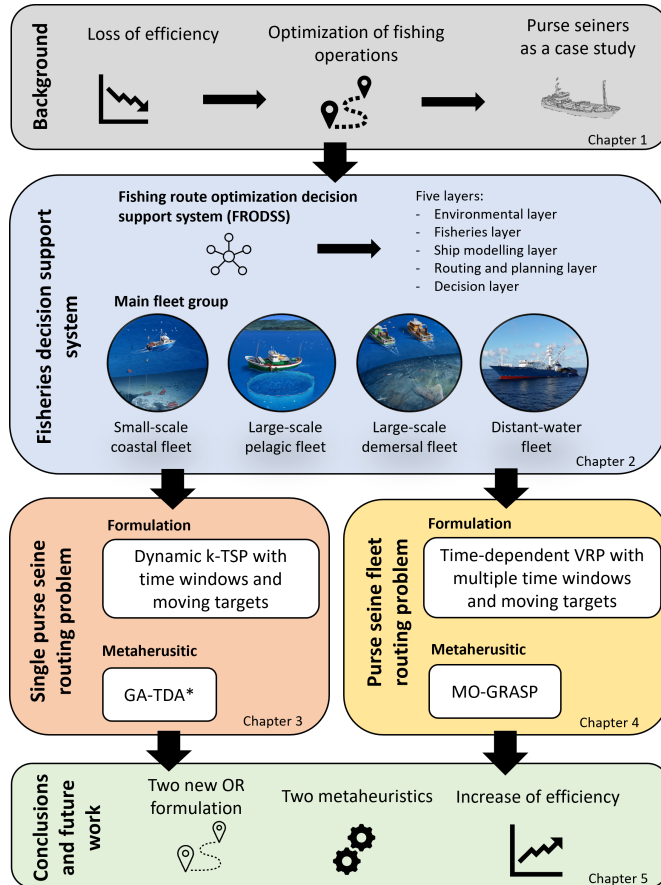 Background
Loss of efficiency
Optimization of fishing
operations
Purse seiners
as a case study
Chapter 1
Fisheries decision support
system
Fishing route optimization decision
support system (FRODSS)
Five layers:
- Environmental layer
- Fisheries layer
- Ship modelling layer
- Routing and planning layer
- Decision layer
Main fleet group
Small-scale
coastal fleet
Large-scale
pelagic fleet
Large-scale
demersal fleet
Distant-water
fleet
Chapter 2
Single purse seine
routing problem
Formulation
Dynamic k-TSP with
time windows and
moving targets
Metaherusitic
GA-TDA*
Chapter 3
Purse seine fleet
routing problem
Formulation
Time-dependent VRP with
multiple time windows
and moving targets
Metaherusitic
MO-GRASP
Chapter 4
Conclusions
and future
work
Two new OR
formulation
Two metaheuristics
Increase of efficiency
Chapter 5